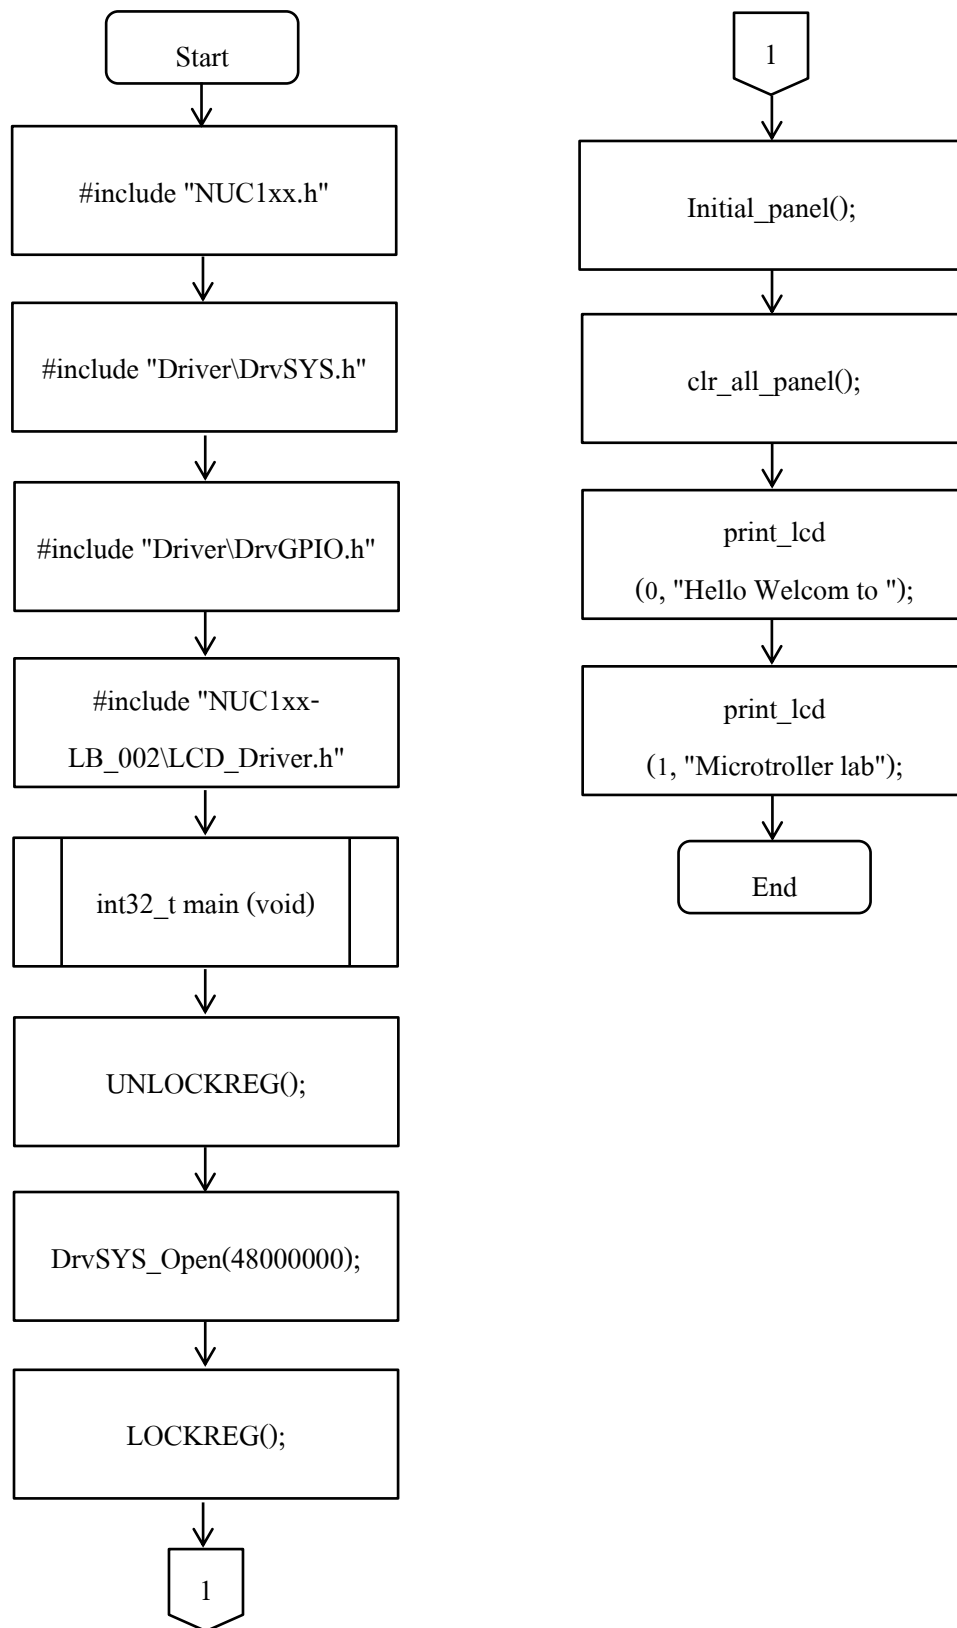 Start
#include "NUC1xx.h"
#include "Driver\DrvSYS.h"
#include "Driver\DrvGPIO.h"
#include "NUC1xx-
LB_002\LCD_Driver.h"
int32_t main (void)
UNLOCKREG();
DrvSYS_Open(48000000);
LOCKREG();
1
1
Initial_panel();
clr_all_panel();
print_lcd
(0, "Hello Welcom to ");
print_lcd
(1, "Microtroller lab");
End